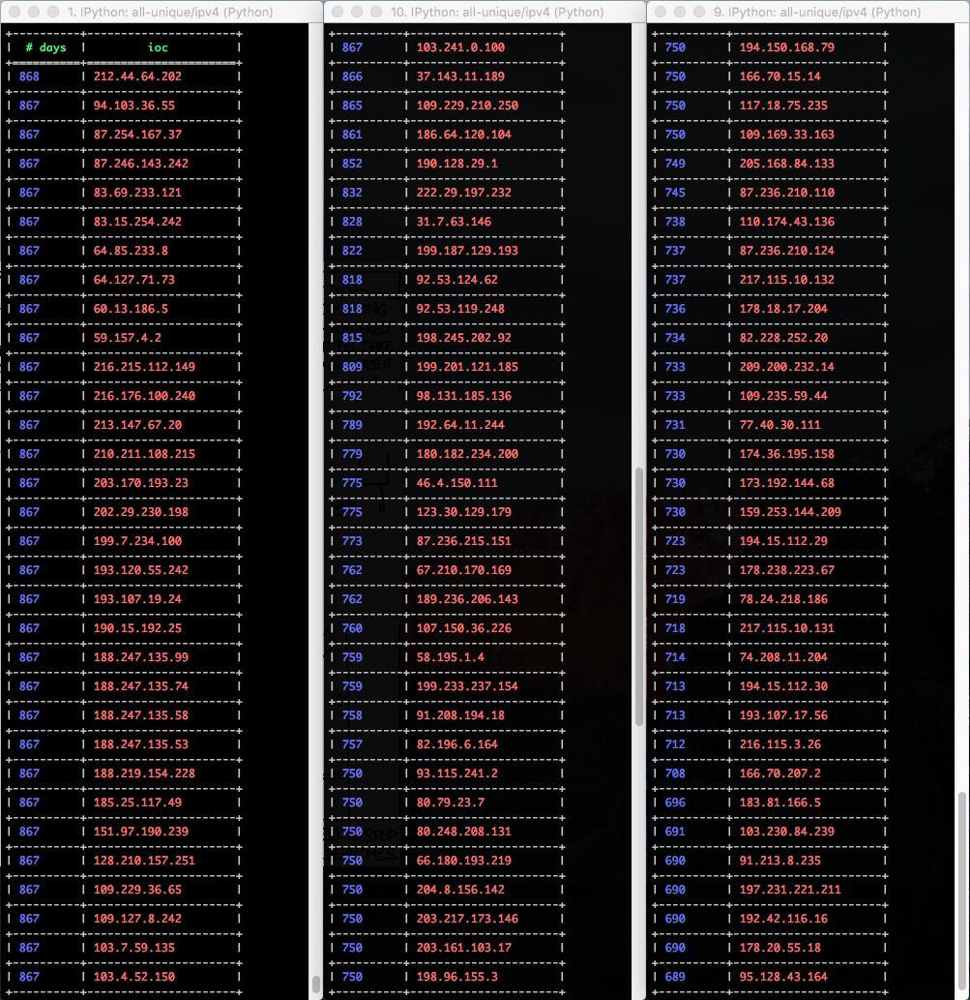 1. IPython: all-unique/ipv4 (Python)
# days | ioc
868 | 212.44.64.202
867 | 94.103.36.55
867 | 87.254.167.37
867 | 87.246.143.242
867 | 83.69.233.121
867 | 83.15.254.242
867 | 64.85.233.8
867 | 64.127.71.73
867 | 60.13.186.5
867 | 59.157.4.2
867 | 216.215.112.149
867 | 216.176.100.240
867 | 213.147.67.20
867 | 210.211.108.215
867 | 203.170.193.23
867 | 202.29.230.198
867 | 199.7.234.100
867 | 193.120.55.242
867 | 193.107.19.24
867 | 190.15.192.25
867 | 188.247.135.99
867 | 188.247.135.74
867 | 188.247.135.58
867 | 188.247.135.53
867 | 188.219.154.228
867 | 185.25.117.49
867 | 151.97.190.239
867 | 128.210.157.251
867 | 109.229.36.65
867 | 109.127.8.242
867 | 103.7.59.135
867 | 103.4.52.150
10. IPython: all-unique/ipv4 (Python)
867 | 103.241.0.100
866 | 37.143.11.189
865 | 109.229.210.250
861 | 186.64.120.104
852 | 190.128.29.1
832 | 222.29.197.232
828 | 31.7.63.146
822 | 199.187.129.193
818 | 92.53.124.62
818 | 92.53.119.248
815 | 198.245.202.92
809 | 199.201.121.185
792 | 98.131.185.136
789 | 192.64.11.244
779 | 180.182.234.200
775 | 46.4.150.111
775 | 123.30.129.179
773 | 87.236.215.151
762 | 67.210.170.169
762 | 189.236.206.143
760 | 107.150.36.226
759 | 58.195.1.4
759 | 199.233.237.154
758 | 91.208.194.18
757 | 82.196.6.164
750 | 93.115.241.2
750 | 80.79.23.7
750 | 80.248.208.131
750 | 66.180.193.219
750 | 204.8.156.142
750 | 203.217.173.146
750 | 203.161.103.17
750 | 198.96.155.3
9. IPython: all-unique/ipv4 (Python)
750 | 194.150.168.79
750 | 166.70.15.14
750 | 117.18.75.235
750 | 109.169.33.163
749 | 205.168.84.133
745 | 87.236.210.110
738 | 110.174.43.136
737 | 87.236.210.124
737 | 217.115.10.132
736 | 178.18.17.204
734 | 82.228.252.20
733 | 209.200.232.14
733 | 109.235.59.44
731 | 77.40.30.111
730 | 174.36.195.158
730 | 173.192.144.68
730 | 159.253.144.209
723 | 194.15.112.29
723 | 178.238.223.67
719 | 78.24.218.186
718 | 217.115.10.131
714 | 74.208.11.204
713 | 194.15.112.30
713 | 193.107.17.56
712 | 216.115.3.26
708 | 166.70.207.2
696 | 183.81.166.5
691 | 103.230.84.239
690 | 91.213.8.235
690 | 197.231.221.211
690 | 192.42.116.16
690 | 178.20.55.18
689 | 95.128.43.164